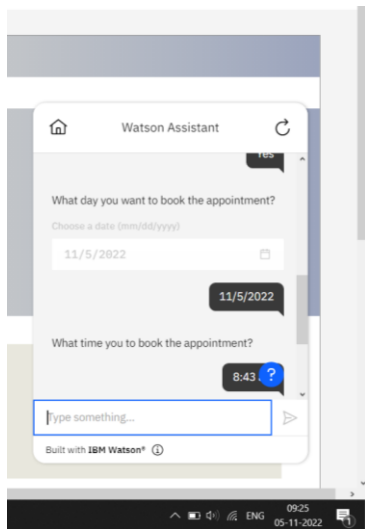 Watson Assistant
Yes
What day you want to book the appointment?
Choose a date (mm/dd/yyyy)
11/5/2022
11/5/2022
What time you to book the appointment?
8:43
?
Type something...
Built with IBM Watson®
ENG
09:25
05-11-2022
1